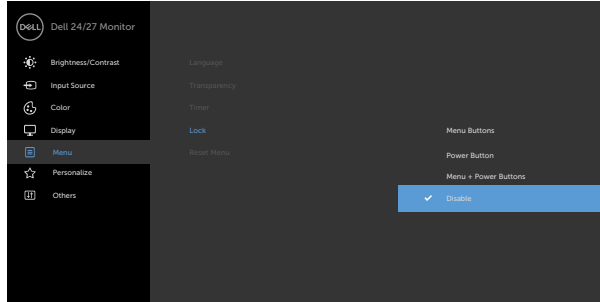 DELL Dell 24/27 Monitor
Brightness/Contrast
Language
Input Source
Transparency
Color
Timer
Display
Lock
Menu Buttons
Menu
Reset Menu
Power Button
Personalize
Menu + Power Buttons
Others
Disable